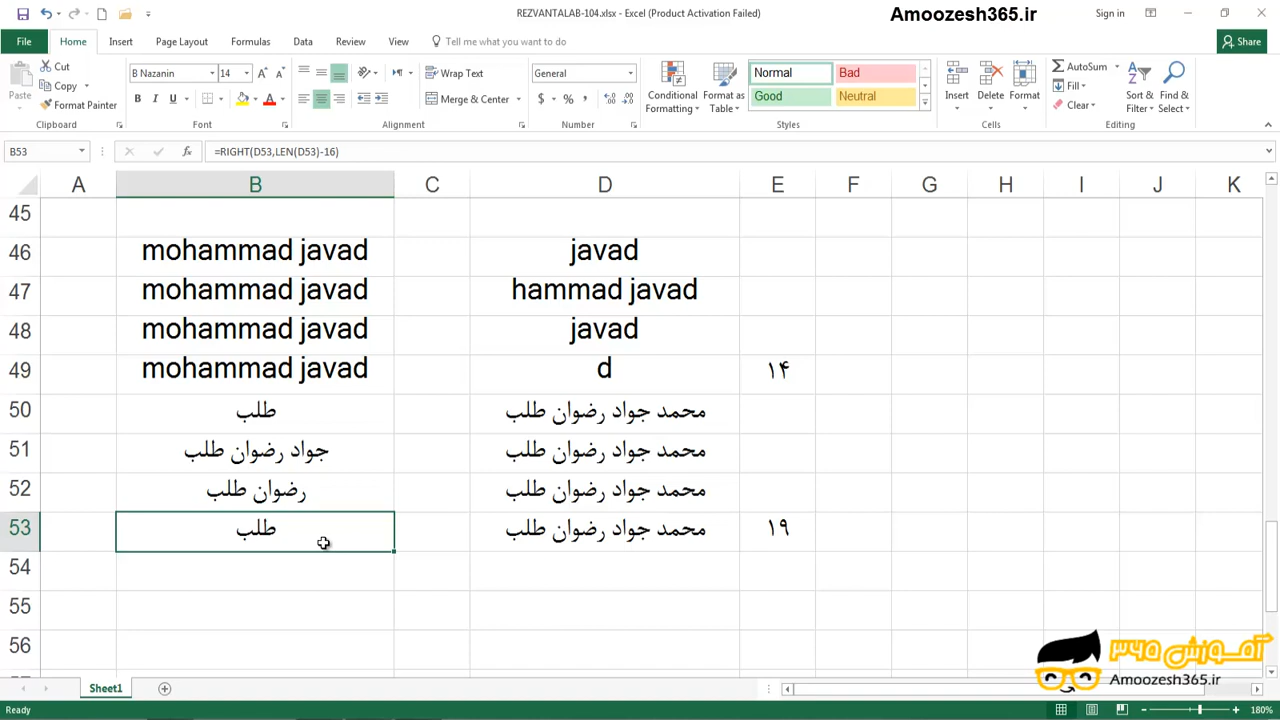 REZVANTALAB-104.xlsx - Excel (Product Activation Failed)
Amoozesh365.ir
Sign in
File Home Insert Page Layout Formulas Data Review View Tell me what you want to do Share
Paste Cut Copy Format Painter
B Nazanin 14
Wrap Text
Merge & Center
General
Conditional Formatting
Format as Table
Normal Bad
Good Neutral
Insert Delete Format
AutoSum
Fill
Clear
Sort & Filter
Find & Select
Clipboard Font Alignment Number Styles Cells Editing
B53 fx =RIGHT(D53,LEN(D53)-16)
A B C D E F G H I J K
45
46 mohammad javad javad
47 mohammad javad hammad javad
48 mohammad javad javad
49 mohammad javad d ۱۴
50 طلب محمد جواد رضوان طلب
51 جواد رضوان طلب محمد جواد رضوان طلب
52 رضوان طلب محمد جواد رضوان طلب
53 طلب محمد جواد رضوان طلب ۱۹
54
55
56
آمـوزش ۳۶۵
Amoozesh365.ir
Sheet1
Ready 180%